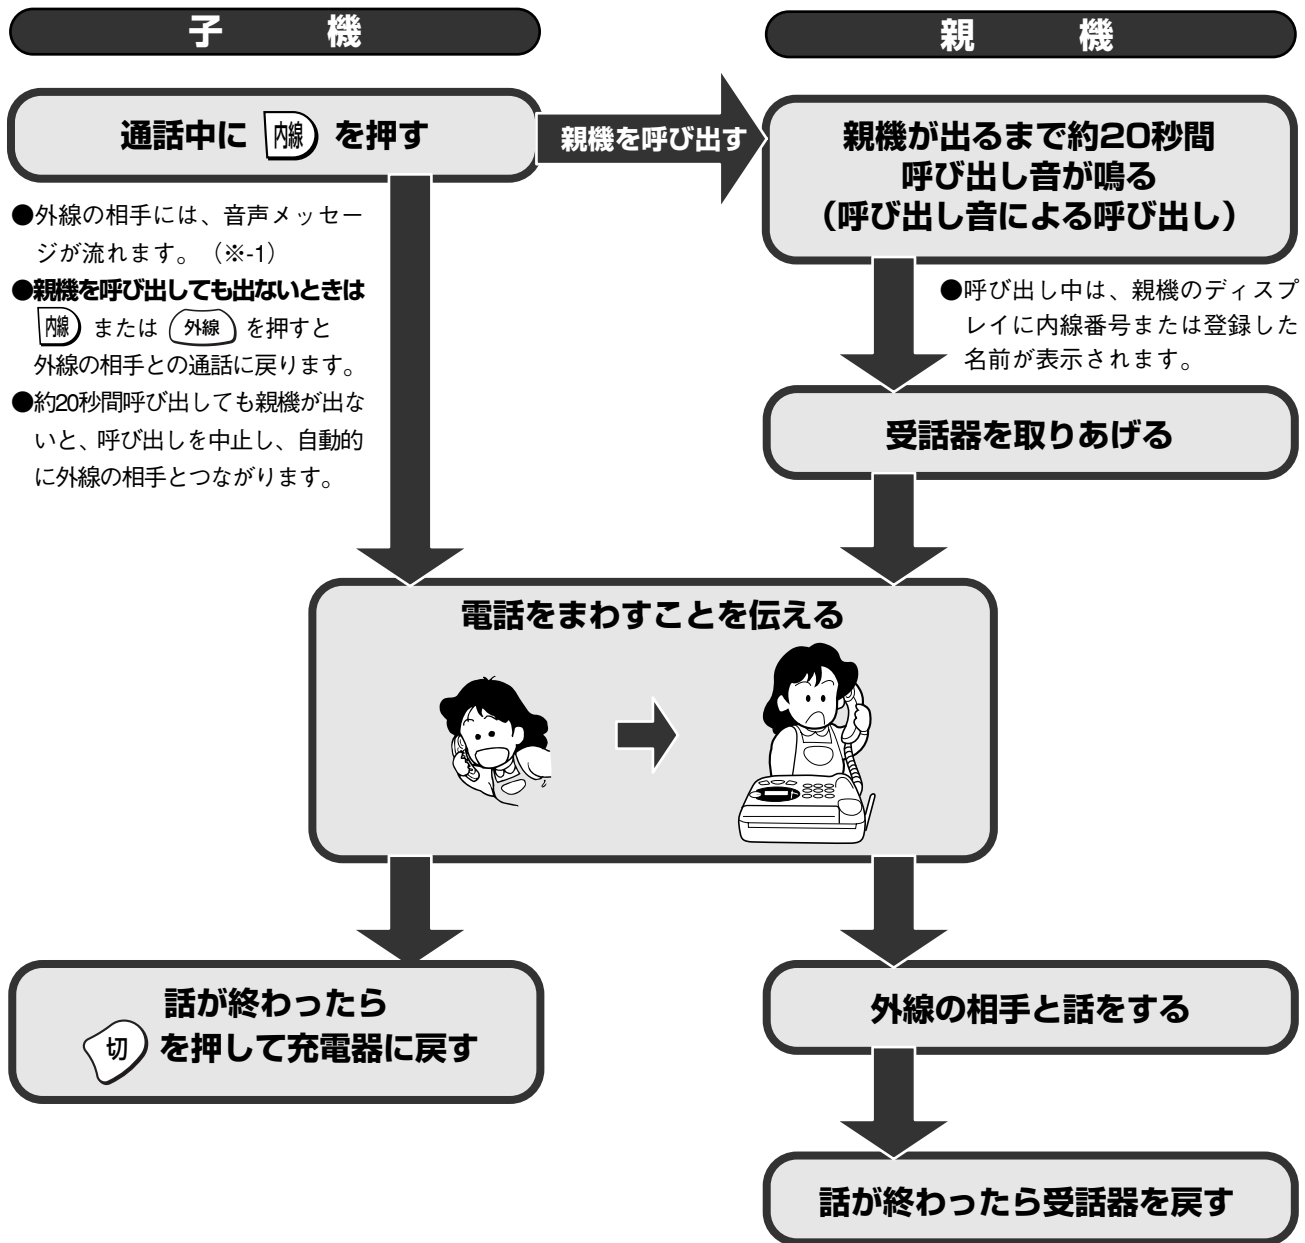 子　機
通話中に 内線 を押す
●外線の相手には、音声メッセー
ジが流れます。（※-1）
●親機を呼び出しても出ないときは
内線 または 外線 を押すと
外線の相手との通話に戻ります。
●約20秒間呼び出しても親機が出な
いと、呼び出しを中止し、自動的
に外線の相手とつながります。
親機を呼び出す
親　機
親機が出るまで約20秒間
呼び出し音が鳴る
（呼び出し音による呼び出し）
●呼び出し中は、親機のディスプ
レイに内線番号または登録した
名前が表示されます。
受話器を取りあげる
電話をまわすことを伝える
話が終わったら
切 を押して充電器に戻す
外線の相手と話をする
話が終わったら受話器を戻す